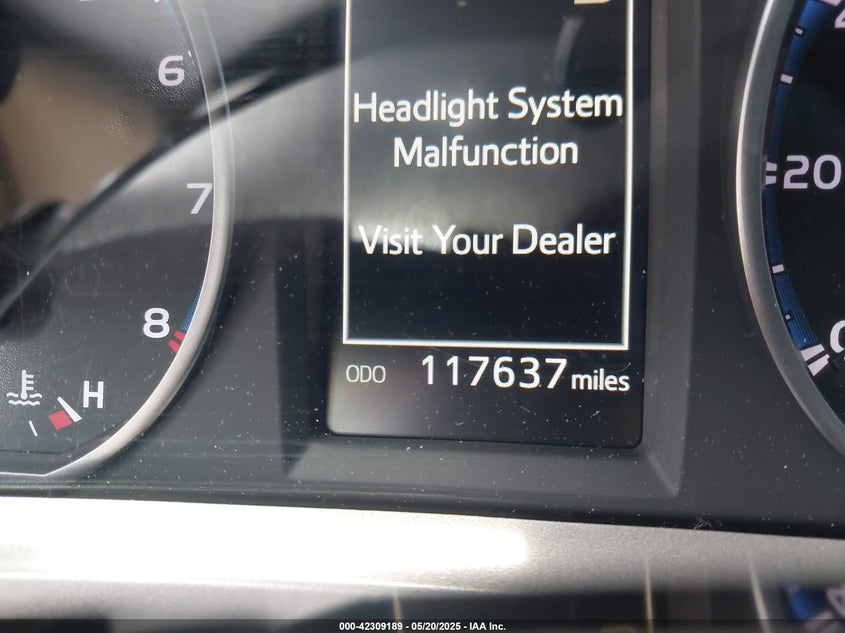 6
7
8
H
Headlight System
Malfunction
Visit Your Dealer
ODO 117637 miles
20
0
000-42309189 - 05/20/2025 - IAA Inc.